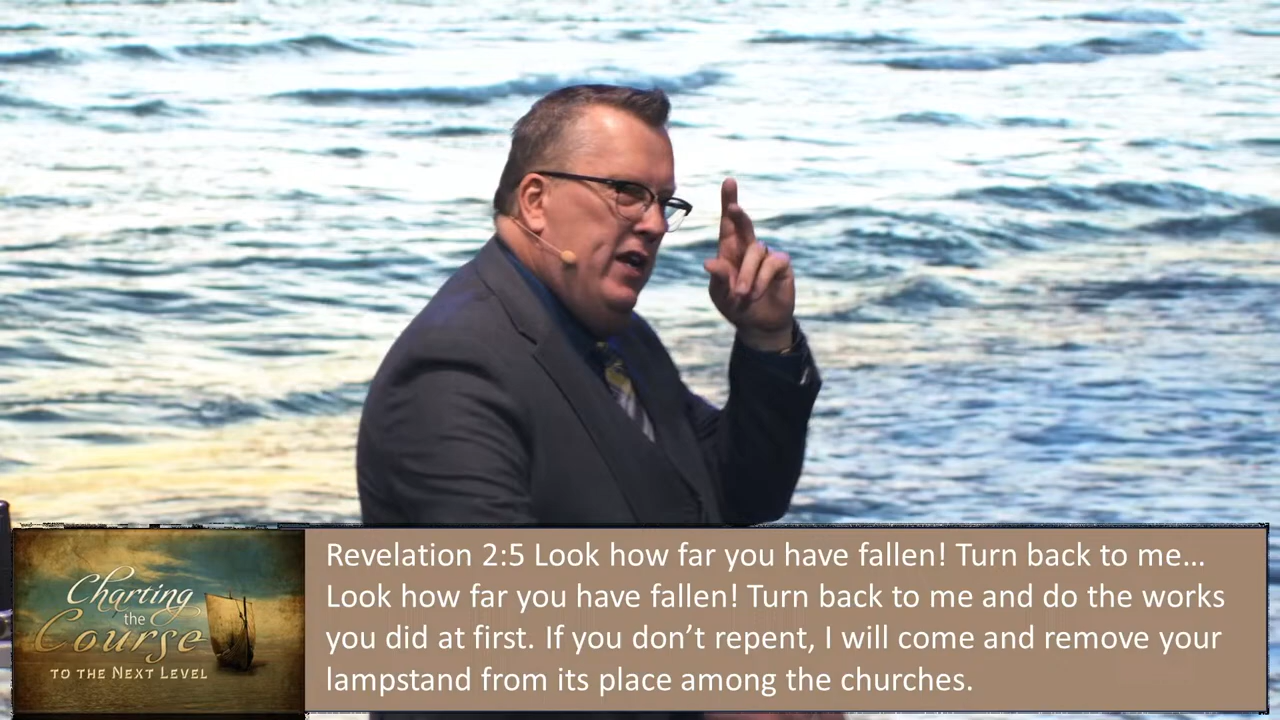 Charting
the
Course
TO THE NEXT LEVEL
Revelation 2:5 Look how far you have fallen! Turn back to me...
Look how far you have fallen! Turn back to me and do the works
you did at first. If you don’t repent, I will come and remove your
lampstand from its place among the churches.